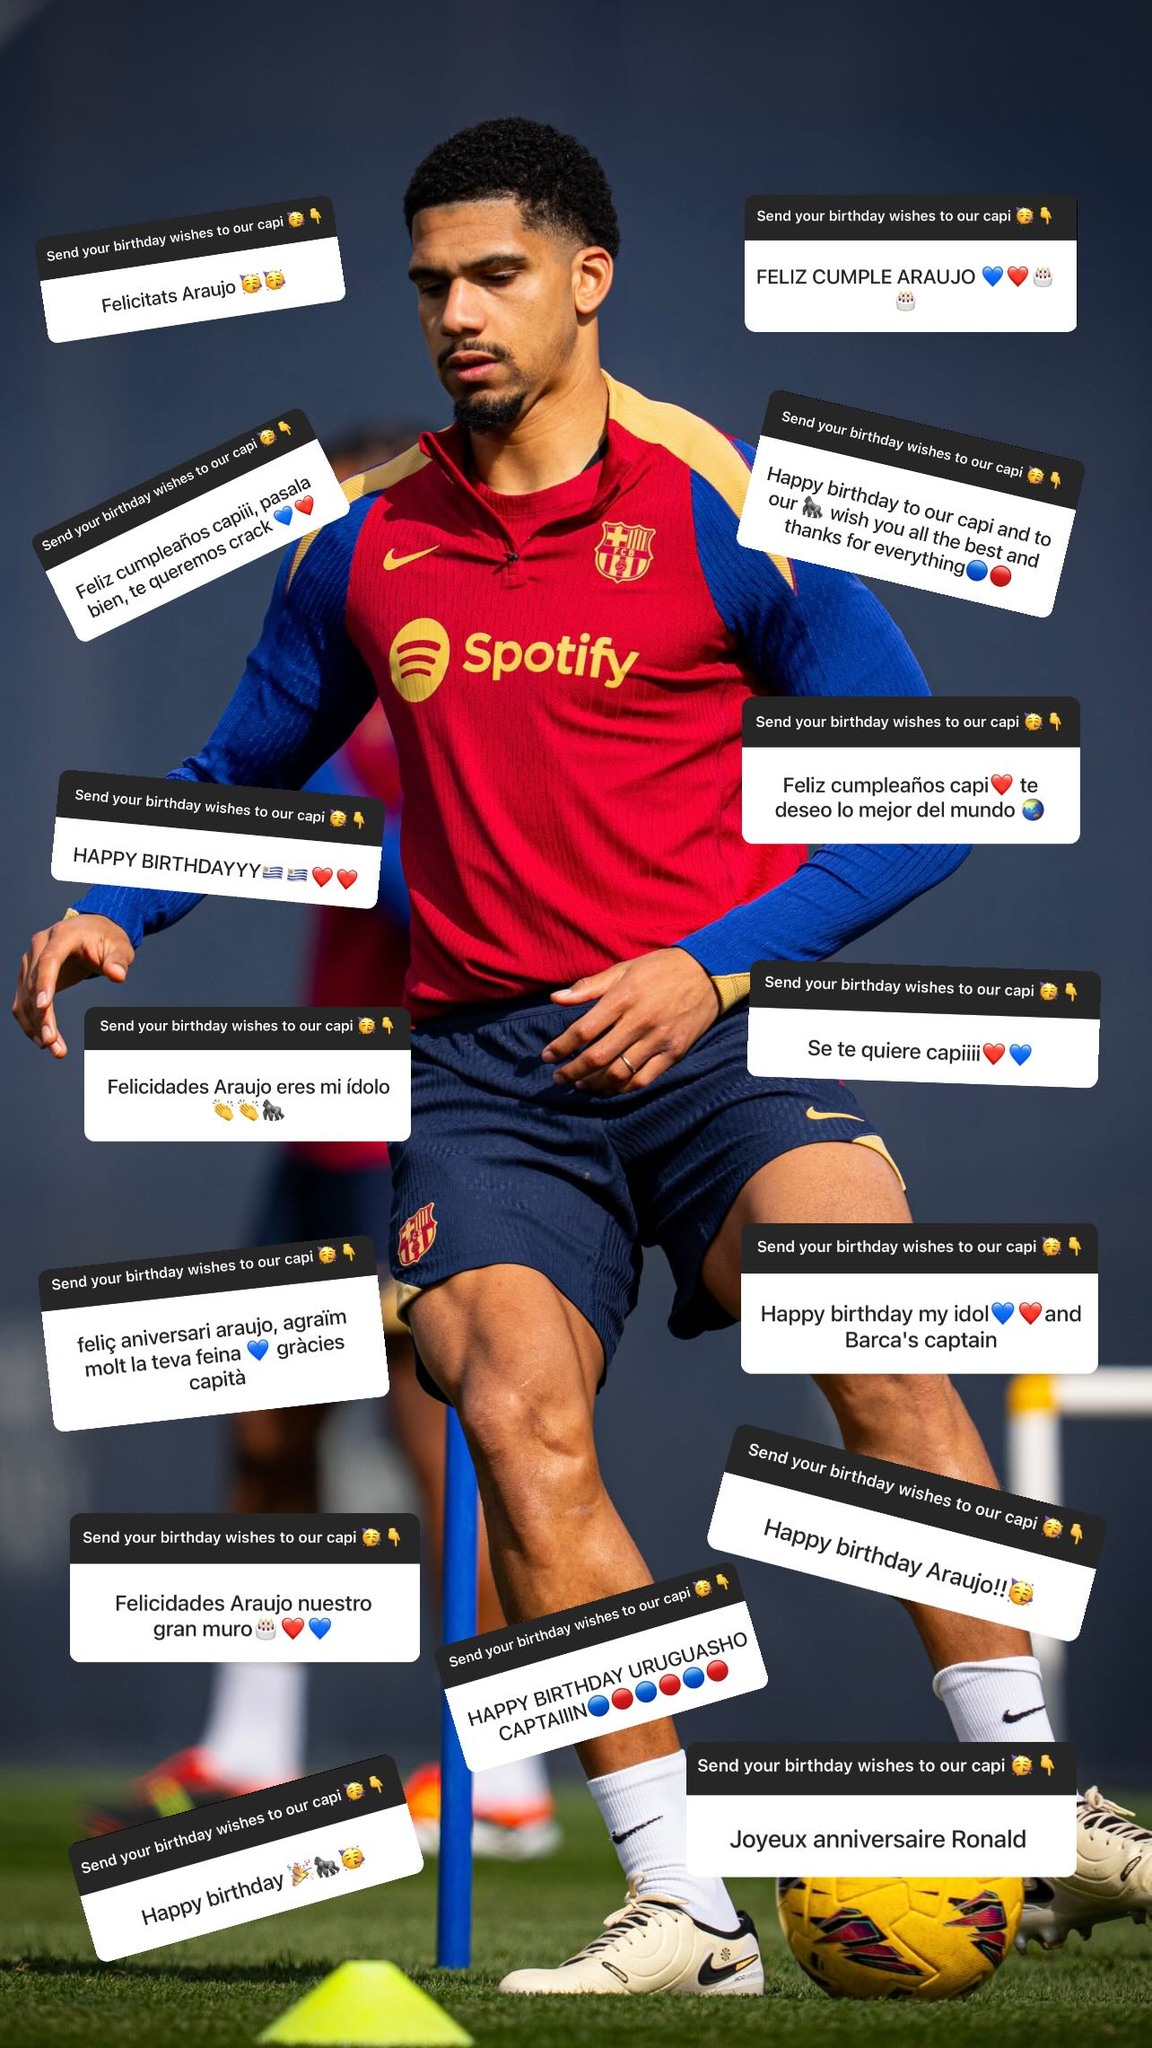 Send your birthday wishes to our capi 🥳👇
Felicitats Araujo 🥳🥳
Send your birthday wishes to our capi 🥳👇
FELIZ CUMPLE ARAUJO 💙❤️🎂
🎂
Send your birthday wishes to our capi 🥳👇
Feliz cumpleaños capiii, pasala
bien, te queremos crack 💙❤️
Send your birthday wishes to our capi 🥳👇
Happy birthday to our capi and to
our 🦍 wish you all the best and
thanks for everything🔵🔴
FCB
Spotify
Send your birthday wishes to our capi 🥳👇
Feliz cumpleaños capi❤️ te
deseo lo mejor del mundo 🌏
Send your birthday wishes to our capi 🥳👇
HAPPY BIRTHDAYYY🇺🇾🇺🇾❤️❤️
Send your birthday wishes to our capi 🥳👇
Se te quiere capiiii❤️💙
Send your birthday wishes to our capi 🥳👇
Felicidades Araujo eres mi ídolo
👏👏🦍
Send your birthday wishes to our capi 🥳👇
Happy birthday my idol💙❤️and
Barca's captain
Send your birthday wishes to our capi 🥳👇
feliç aniversari araujo, agraïm
molt la teva feina 💙 gràcies
capità
Send your birthday wishes to our capi 🥳👇
Happy birthday Araujo!!🥳
Send your birthday wishes to our capi 🥳👇
Felicidades Araujo nuestro
gran muro🎂❤️💙
Send your birthday wishes to our capi 🥳👇
HAPPY BIRTHDAY URUGUASHO
CAPTAIIIN🔵🔴🔵🔴🔵🔴
Send your birthday wishes to our capi 🥳👇
Joyeux anniversaire Ronald
Send your birthday wishes to our capi 🥳👇
Happy birthday 🎉🦍🥳